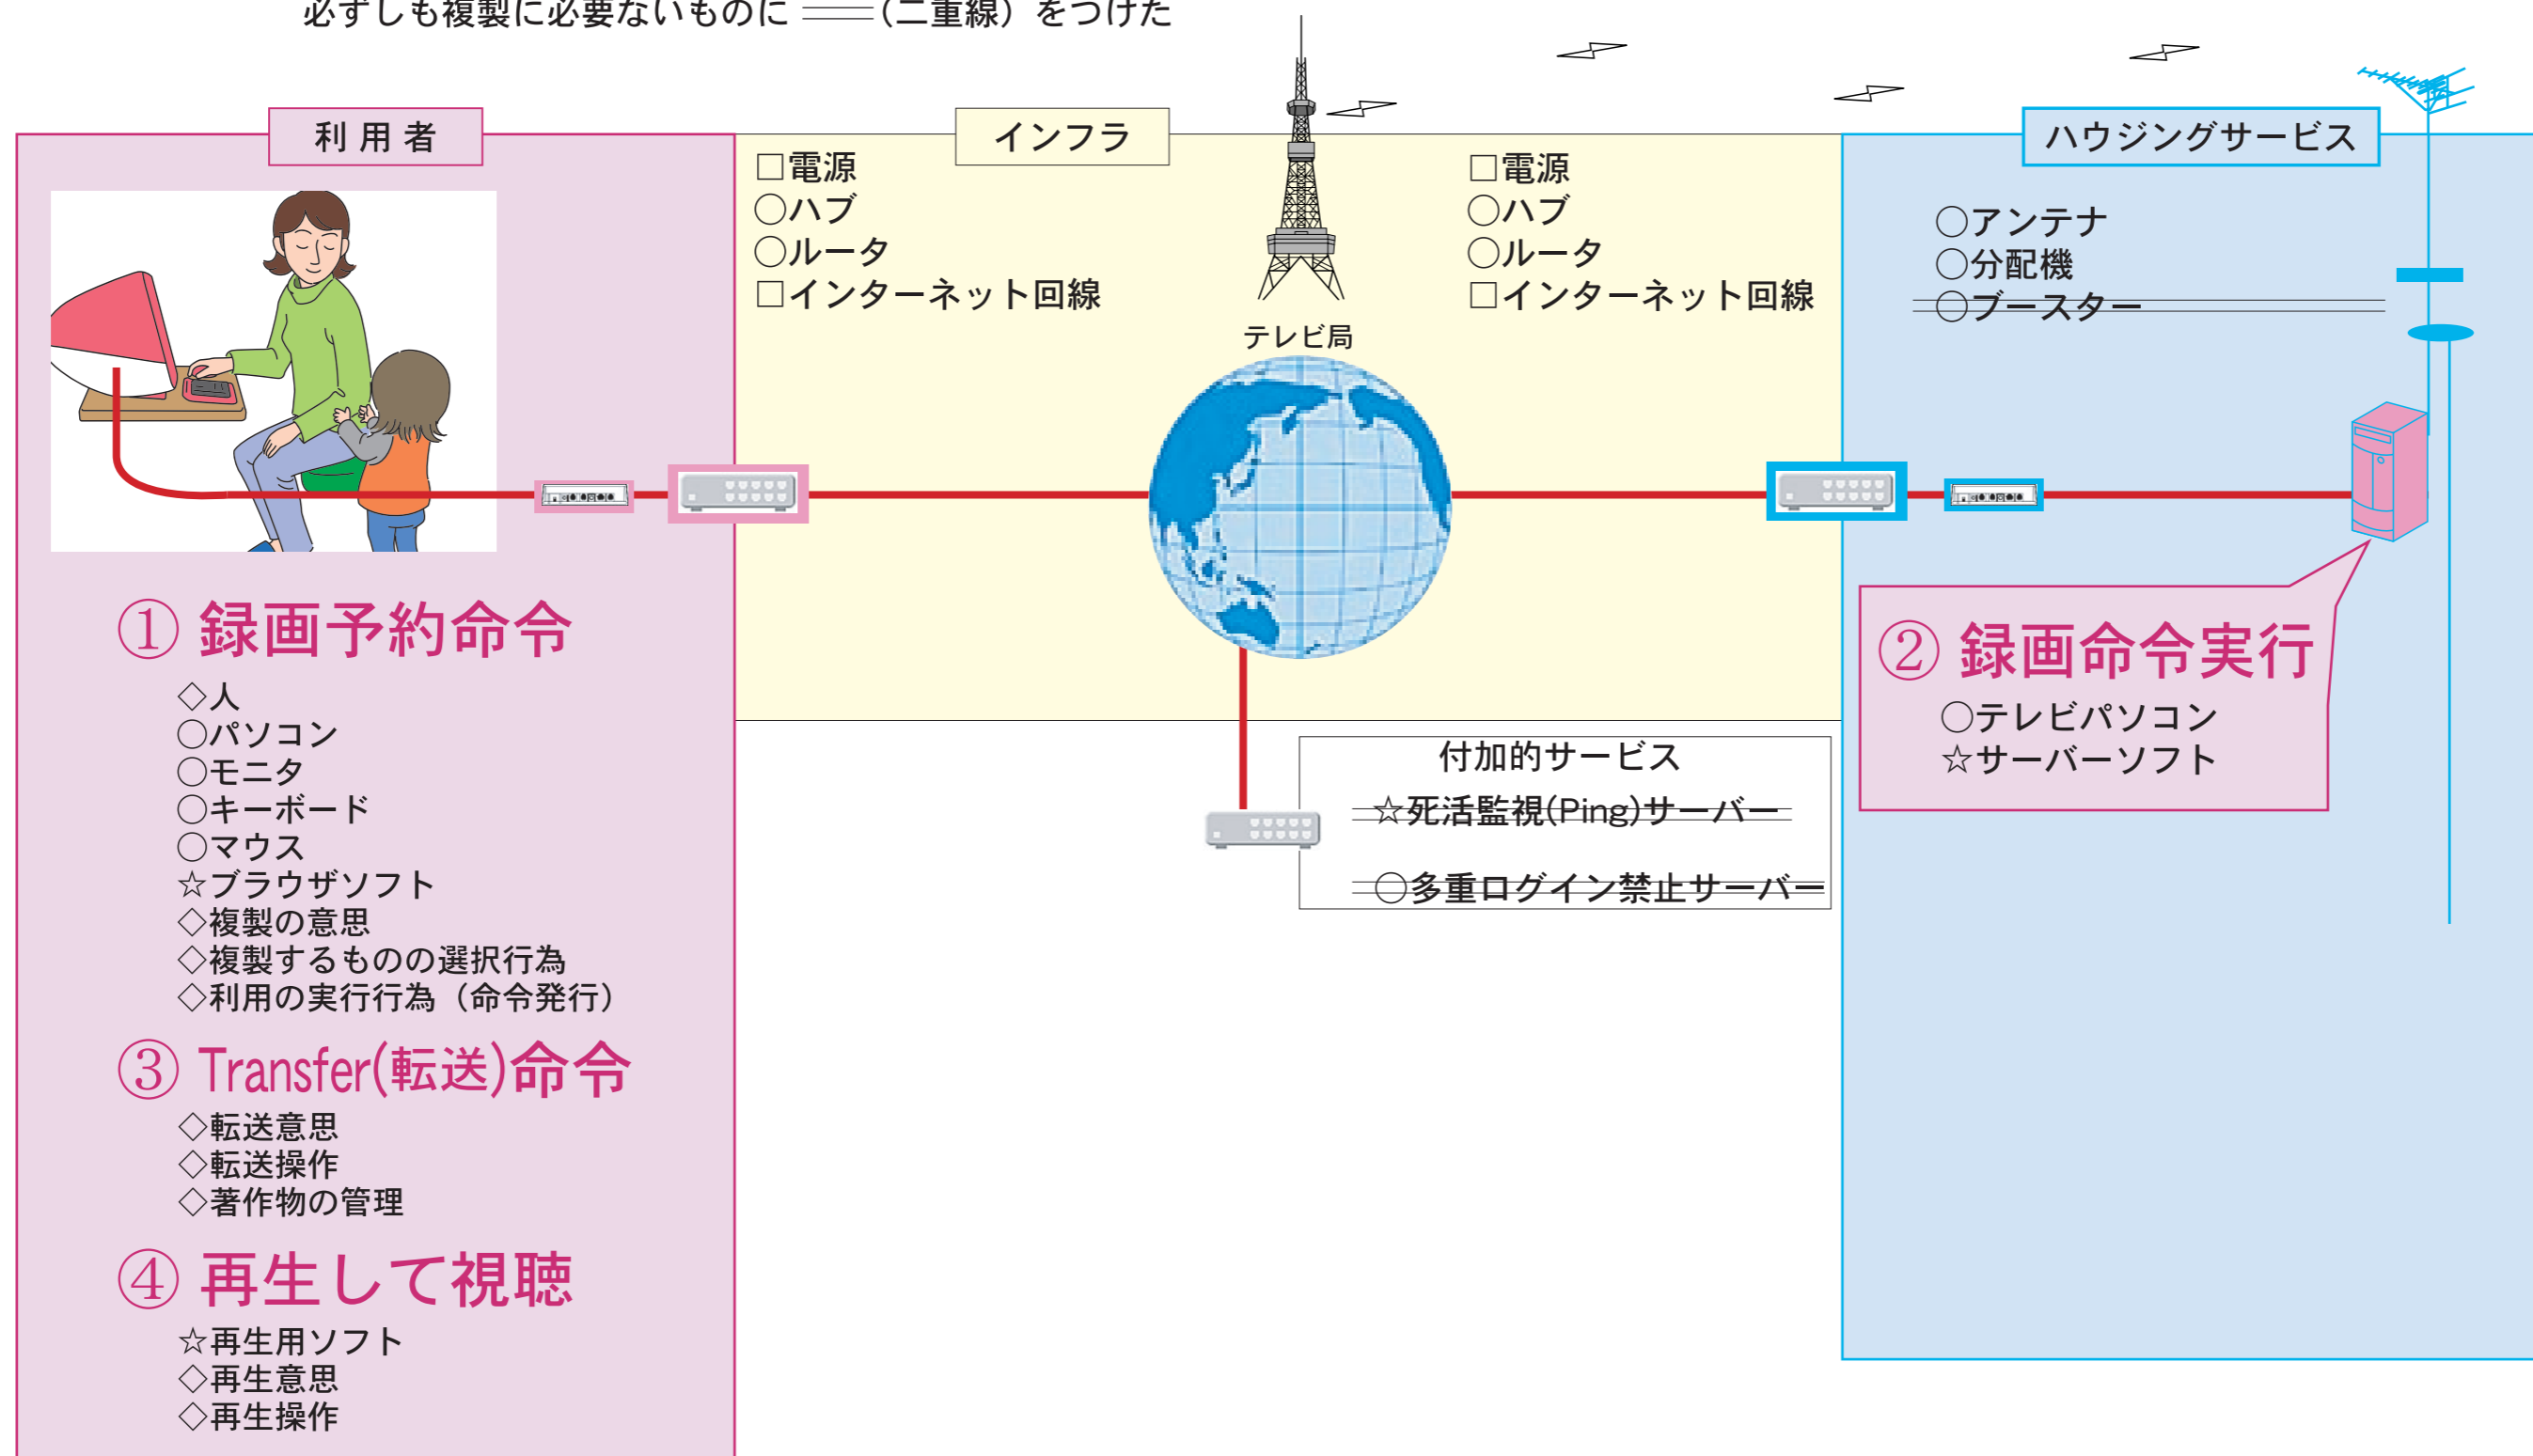 必ずしも複製に必要ないものに ═══(二重線）をつけた
利 用 者
① 録画予約命令
◇人
○パソコン
○モニタ
○キーボード
○マウス
☆ブラウザソフト
◇複製の意思
◇複製するものの選択行為
◇利用の実行行為（命令発行）
③ Transfer(転送)命令
◇転送意思
◇転送操作
◇著作物の管理
④ 再生して視聴
☆再生用ソフト
◇再生意思
◇再生操作
インフラ
□電源
○ハブ
○ルータ
□インターネット回線
テレビ局
□電源
○ハブ
○ルータ
□インターネット回線
付加的サービス
☆死活監視(Ping)サーバー
○多重ログイン禁止サーバー
ハウジングサービス
○アンテナ
○分配機
○ブースター
② 録画命令実行
○テレビパソコン
☆サーバーソフト